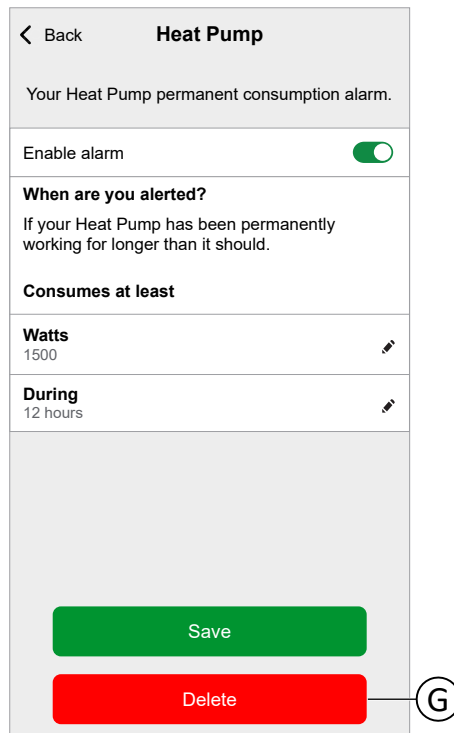 Back
Heat Pump
Your Heat Pump permanent consumption alarm.
Enable alarm
When are you alerted?
If your Heat Pump has been permanently
working for longer than it should.
Consumes at least
Watts
1500
During
12 hours
Save
Delete
G